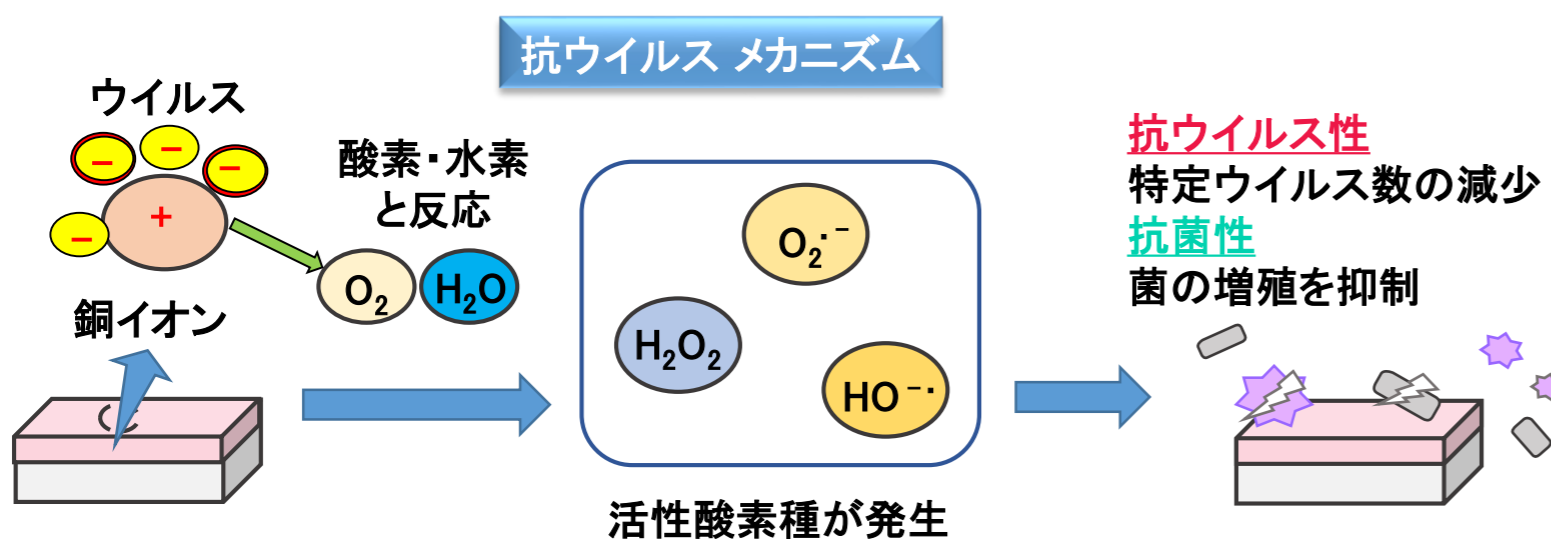 抗ウイルス メカニズム
ウイルス
− − −
−
+
銅イオン
酸素・水素
と反応
O₂ H₂O
O₂·⁻
H₂O₂
HO⁻·
活性酸素種が発生
抗ウイルス性
特定ウイルス数の減少
抗菌性
菌の増殖を抑制